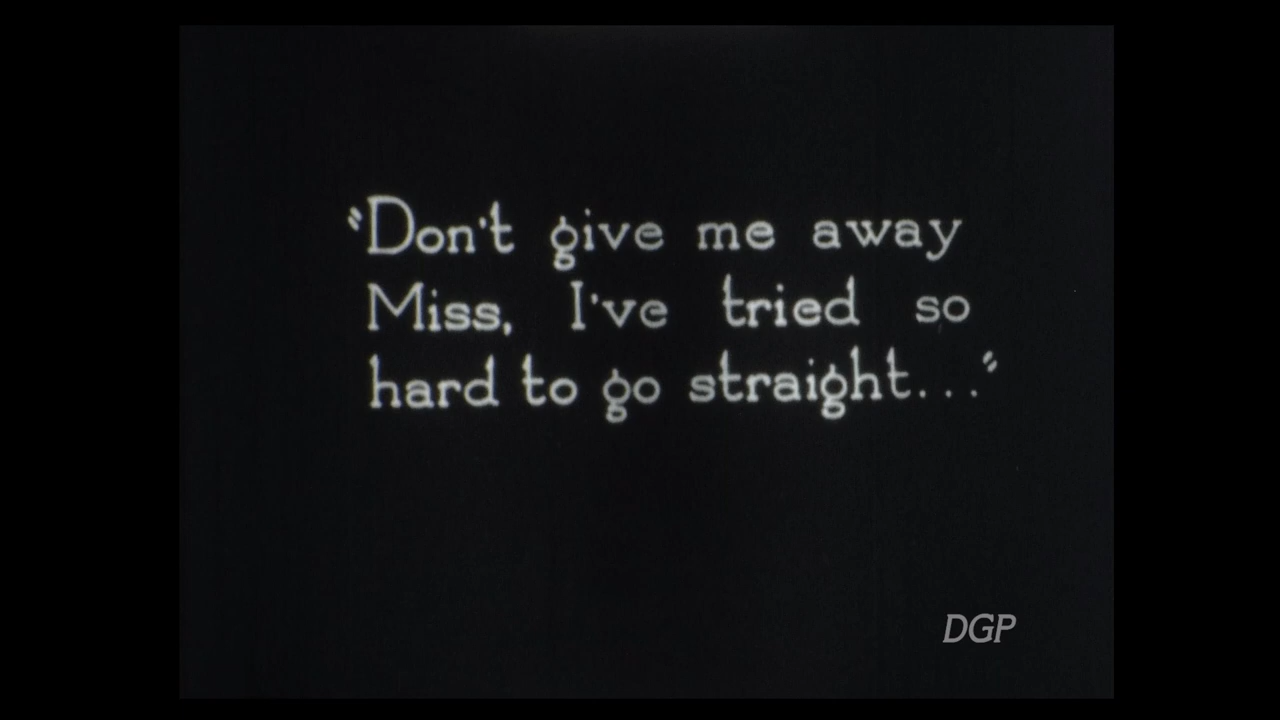 "Don't give me away
Miss, I've tried so
hard to go straight..."
DGP